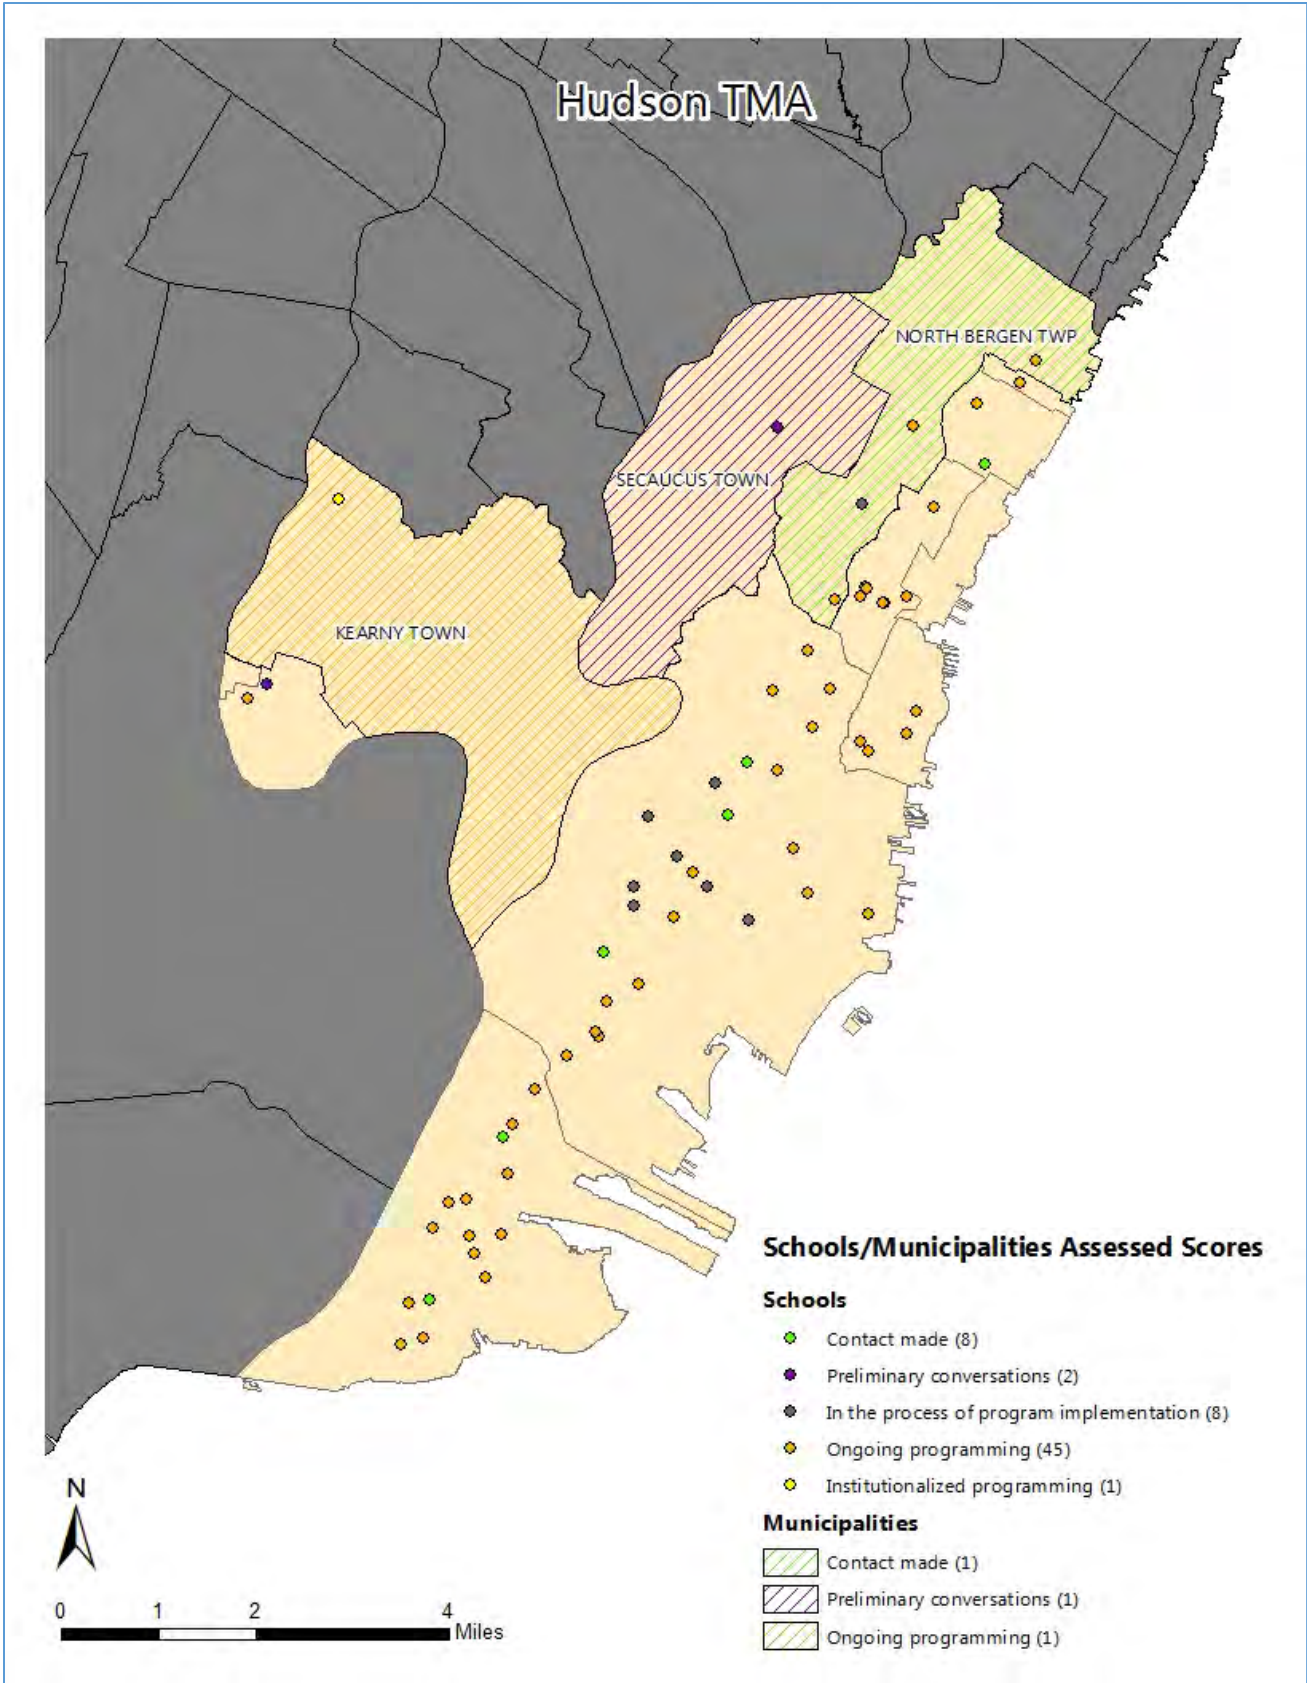 Hudson TMA
NORTH BERGEN TWP
SECAUCUS TOWN
KEARNY TOWN
Schools/Municipalities Assessed Scores
Schools
Contact made (8)
Preliminary conversations (2)
In the process of program implementation (8)
Ongoing programming (45)
Institutionalized programming (1)
Municipalities
Contact made (1)
Preliminary conversations (1)
Ongoing programming (1)
N
0 1 2 4
Miles